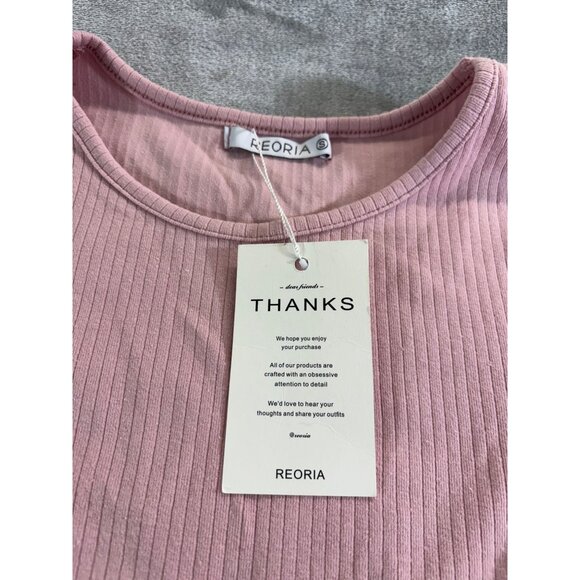 REORIA S
– dear friends –
THANKS
We hope you enjoy
your purchase
All of our products are
crafted with an obsessive
attention to detail
We'd love to hear your
thoughts and share your outfits
@reoria
REORIA